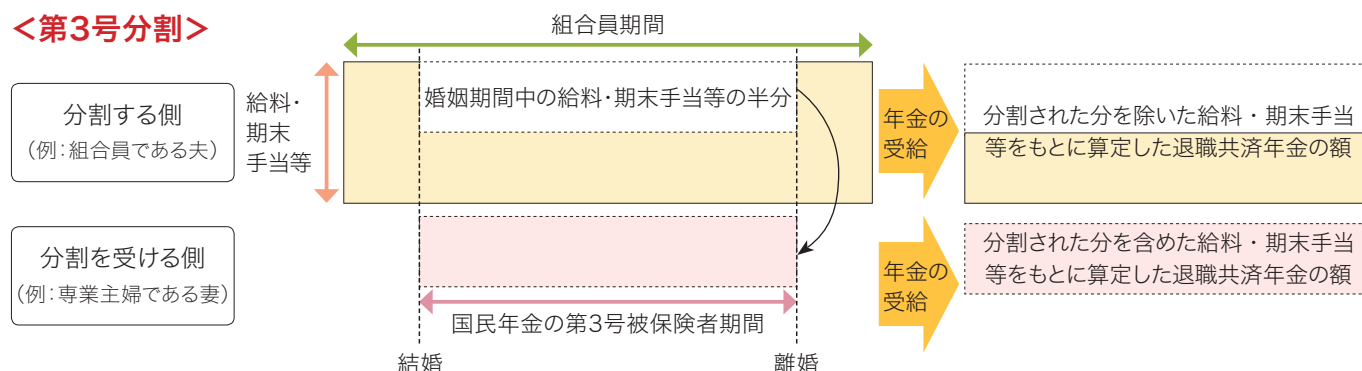 ＜第3号分割＞
組合員期間
分割する側
（例：組合員である夫）
給料・
期末
手当等
婚姻期間中の給料・期末手当等の半分
年金の
受給
分割された分を除いた給料・期末手当
等をもとに算定した退職共済年金の額
分割を受ける側
（例：専業主婦である妻）
年金の
受給
分割された分を含めた給料・期末手当
等をもとに算定した退職共済年金の額
国民年金の第3号被保険者期間
結婚
離婚